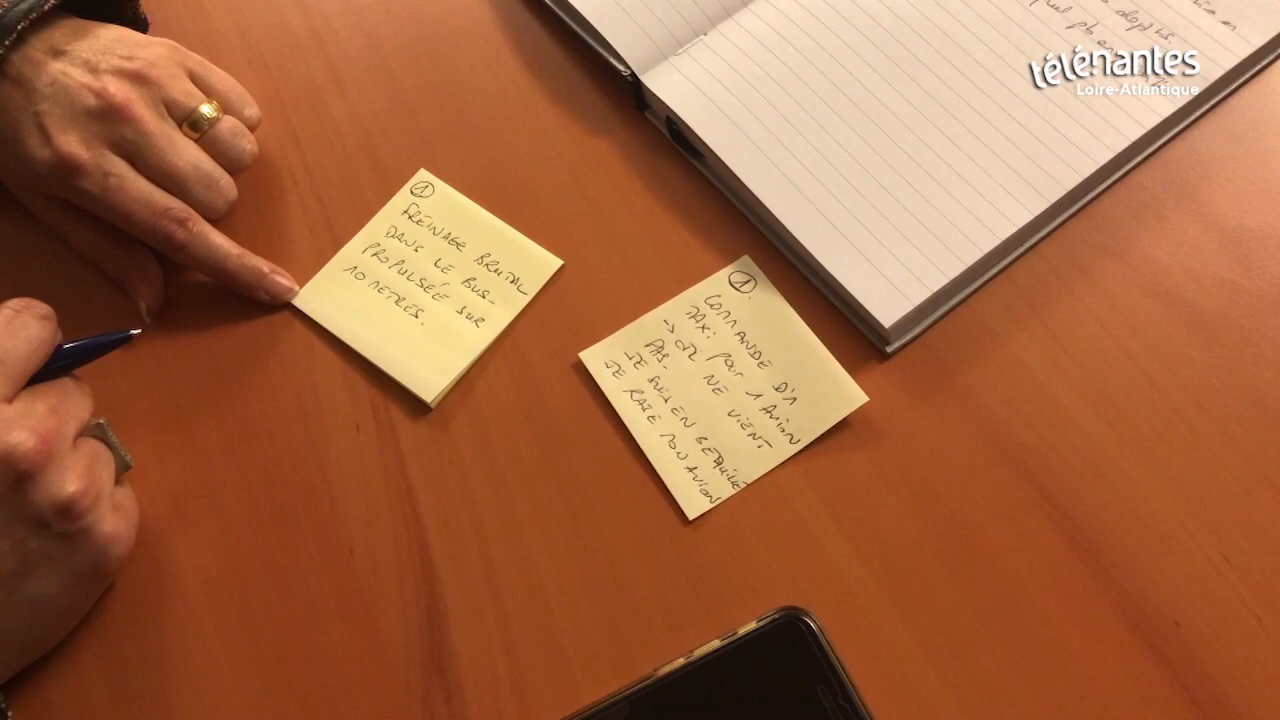 ①
FREINAGE BRUTAL
DANS LE BUS.
PROPULSÉE SUR
10 METRES.
①.
COMMANDE D'1
TAXI POUR 1 AVION
→ IL NE VIENT
PAS.
JE SUIS EN BEQUILLE
JE RATE MON AVION
télénantes
Loire-Atlantique